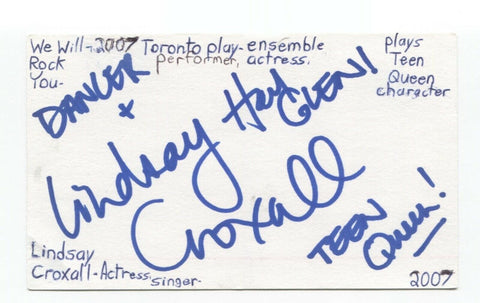 We Will-2007 Toronto play-ensemble plays
Rock performer, actress. Teen
You- Queen
character
DANCER
+
GLEN!
Lindsay
Croxall
TEEN
Queen!
Lindsay
Croxall-Actress, singer-
2007